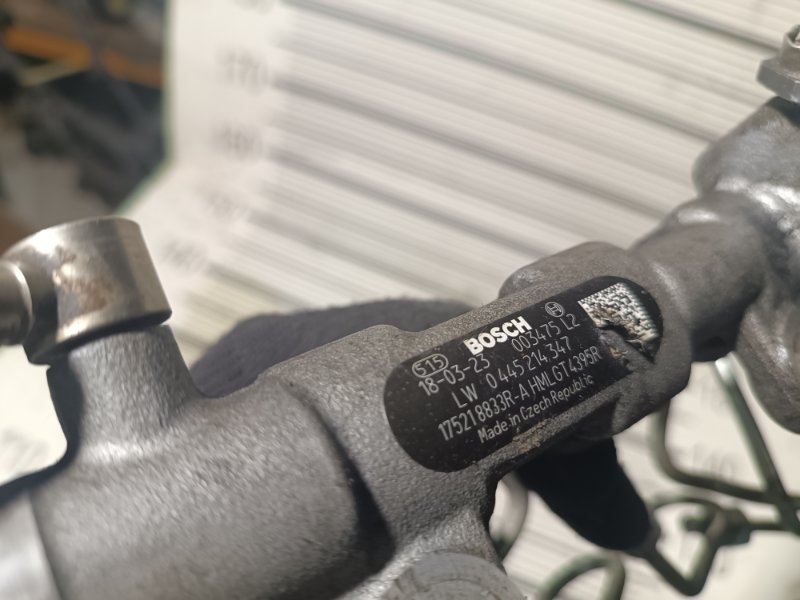 515 BOSCH
18-03-23 003475 L2
LW 0 445 214 347
175218833R-A HMLGT4395R
Made in Czech Republic